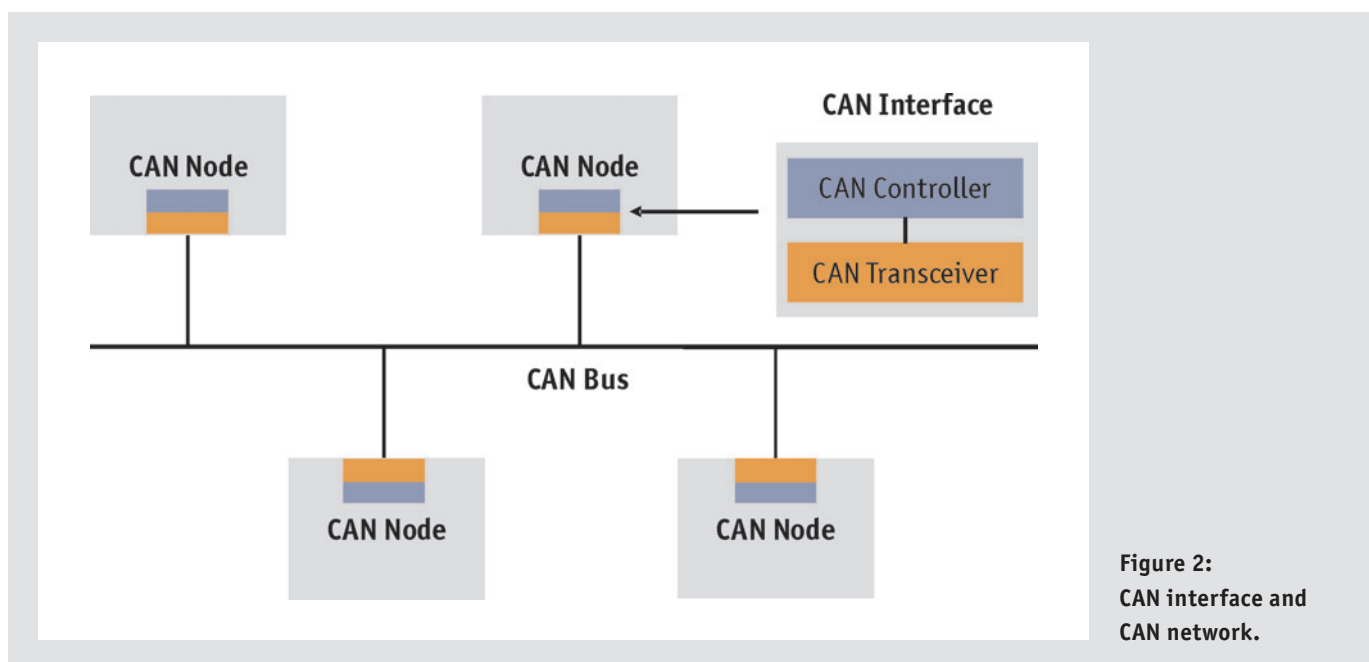 CAN Node
CAN Node
CAN Interface
CAN Controller
CAN Transceiver
CAN Bus
CAN Node
CAN Node
Figure 2:
CAN interface and
CAN network.